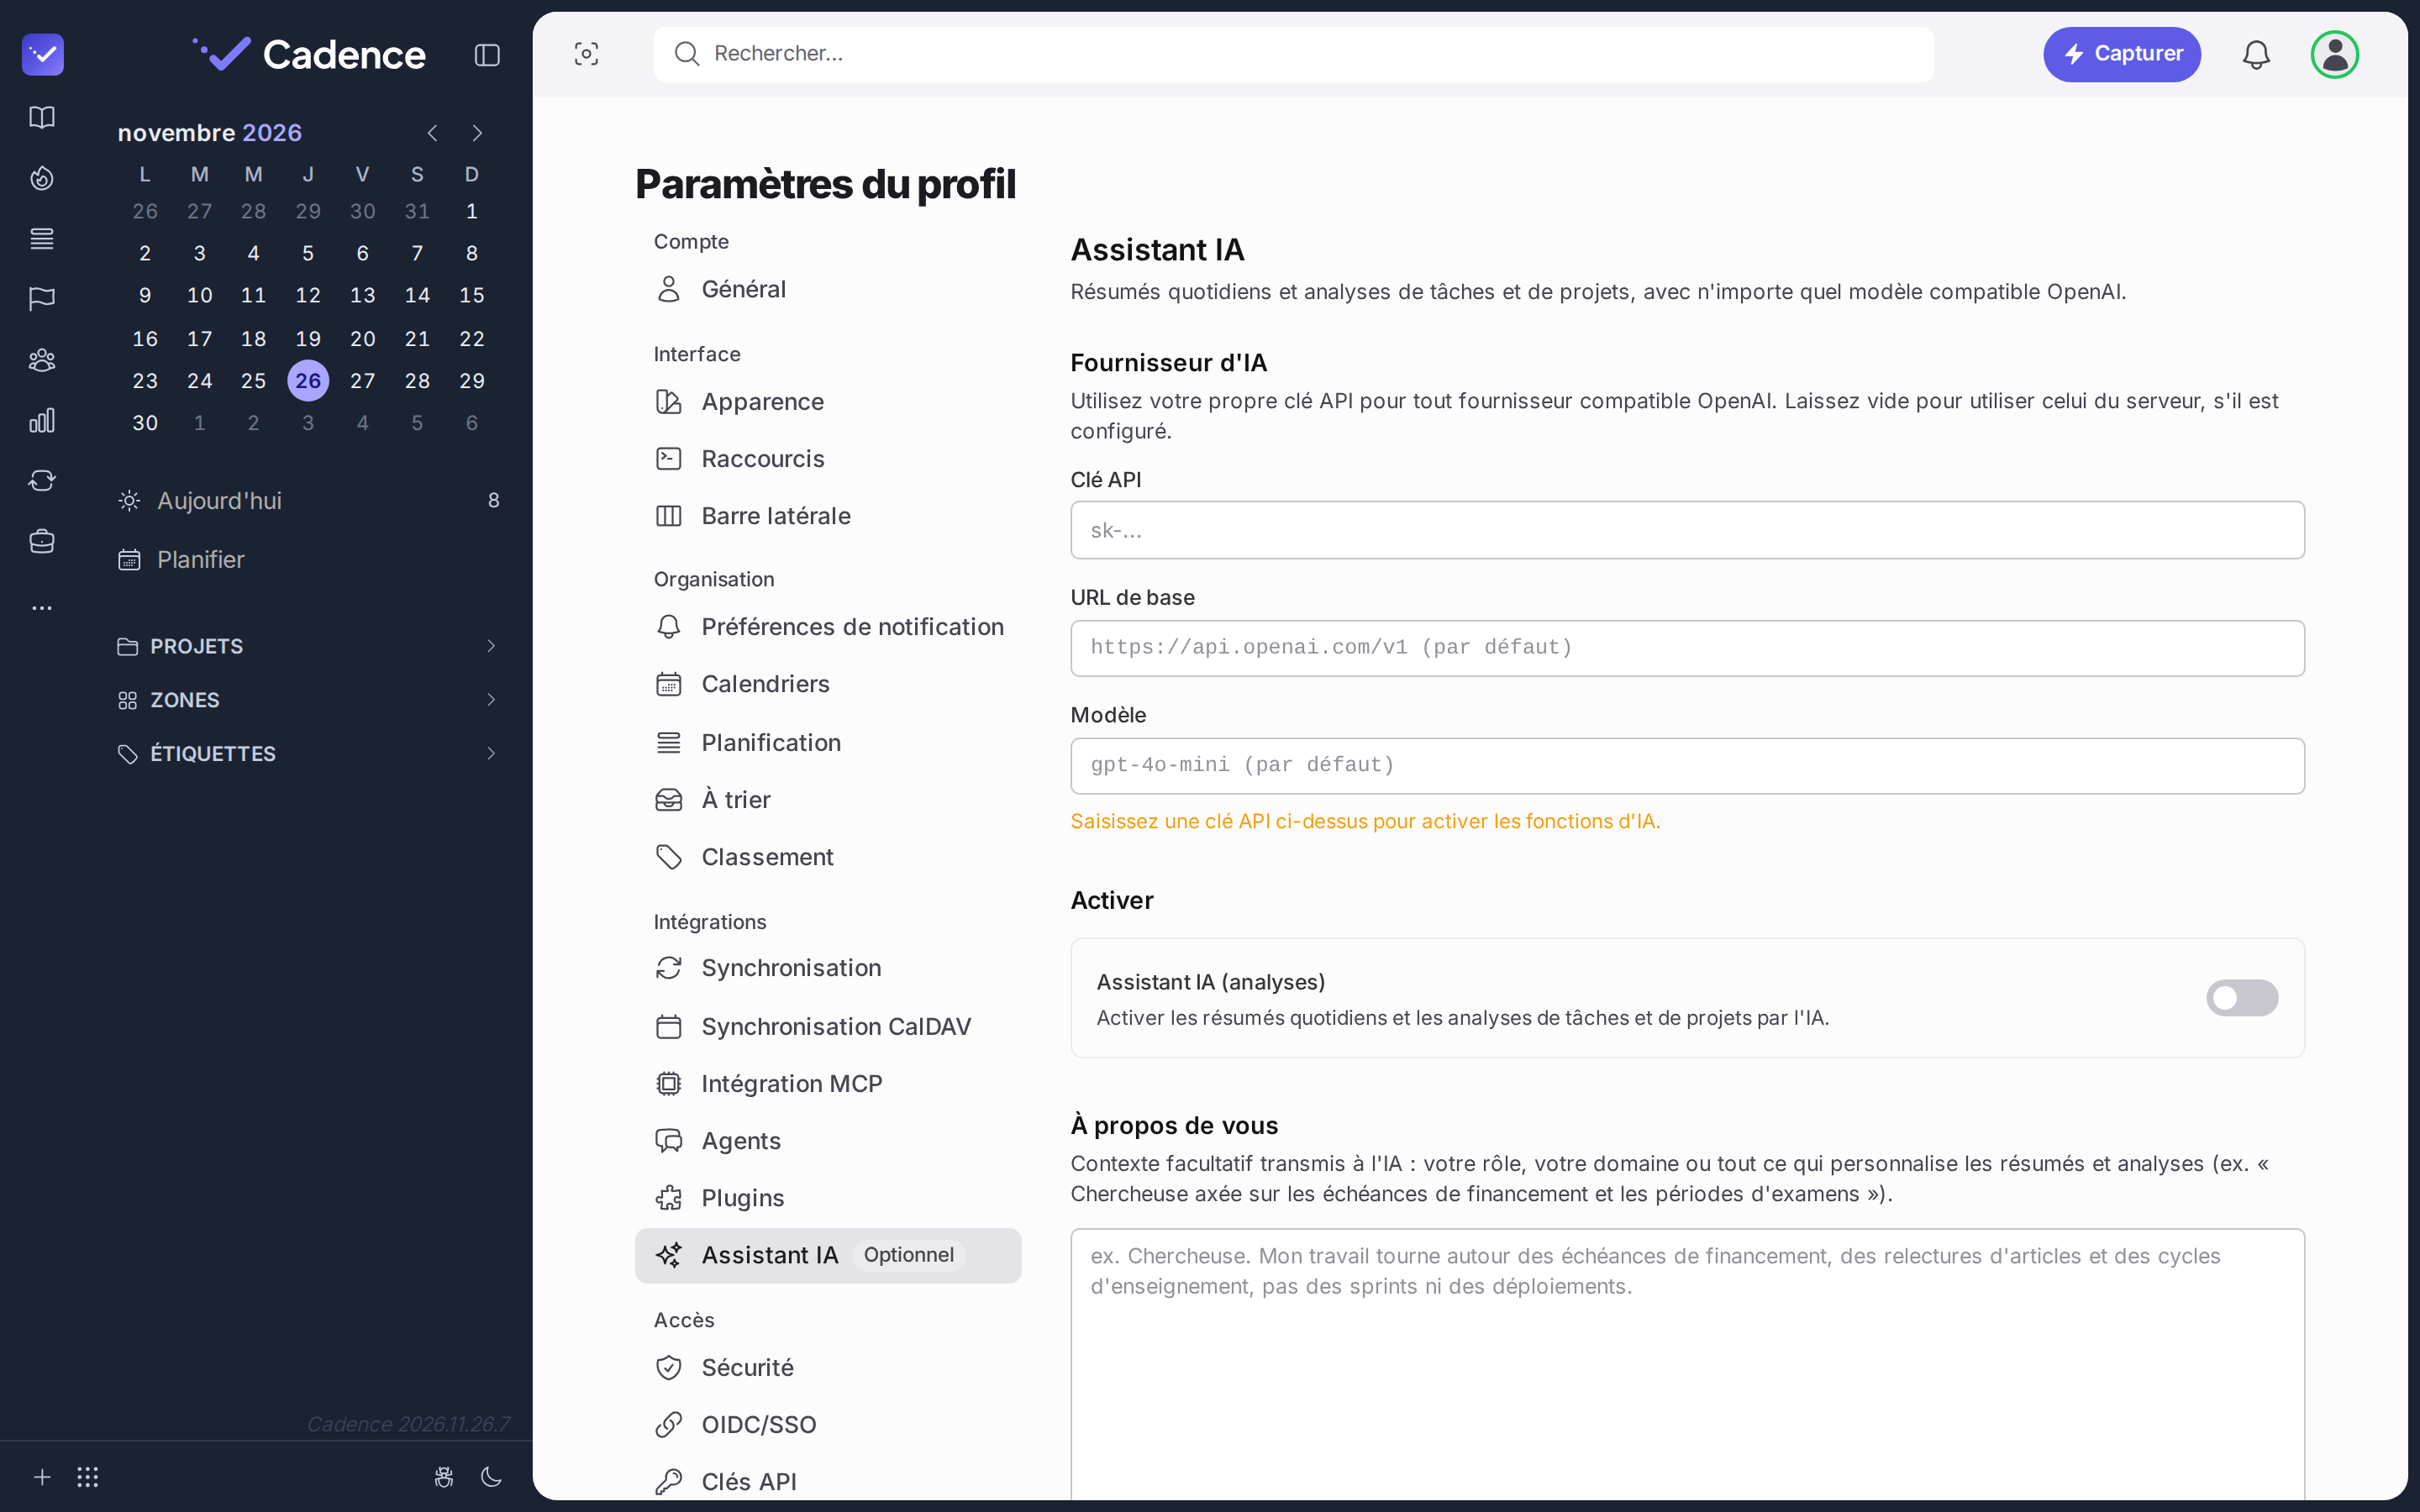 Cadence
novembre 2026
L M M J V S D
26 27 28 29 30 31 1
2 3 4 5 6 7 8
9 10 11 12 13 14 15
16 17 18 19 20 21 22
23 24 25 26 27 28 29
30 1 2 3 4 5 6
Aujourd'hui 8
Planifier
PROJETS
ZONES
ÉTIQUETTES
Cadence 2026.11.26.7
Rechercher...
Capturer
Paramètres du profil
Compte
Général
Interface
Apparence
Raccourcis
Barre latérale
Organisation
Préférences de notification
Calendriers
Planification
À trier
Classement
Intégrations
Synchronisation
Synchronisation CalDAV
Intégration MCP
Agents
Plugins
Assistant IA Optionnel
Accès
Sécurité
OIDC/SSO
Clés API
Assistant IA
Résumés quotidiens et analyses de tâches et de projets, avec n'importe quel modèle compatible OpenAI.
Fournisseur d'IA
Utilisez votre propre clé API pour tout fournisseur compatible OpenAI. Laissez vide pour utiliser celui du serveur, s'il est
configuré.
Clé API
sk-...
URL de base
https://api.openai.com/v1 (par défaut)
Modèle
gpt-4o-mini (par défaut)
Saisissez une clé API ci-dessus pour activer les fonctions d'IA.
Activer
Assistant IA (analyses)
Activer les résumés quotidiens et les analyses de tâches et de projets par l'IA.
À propos de vous
Contexte facultatif transmis à l'IA : votre rôle, votre domaine ou tout ce qui personnalise les résumés et analyses (ex. «
Chercheuse axée sur les échéances de financement et les périodes d'examens »).
ex. Chercheuse. Mon travail tourne autour des échéances de financement, des relectures d'articles et des cycles
d'enseignement, pas des sprints ni des déploiements.